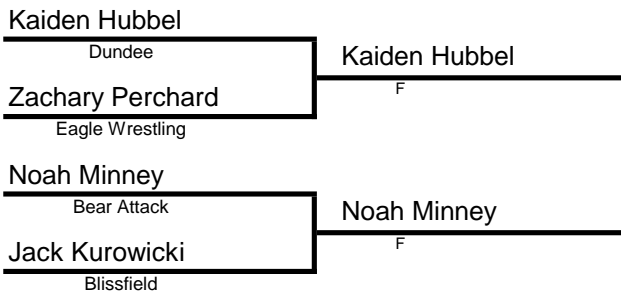 Kaiden Hubbel
Dundee
Kaiden Hubbel
F
Zachary Perchard
Eagle Wrestling
Noah Minney
Bear Attack
Noah Minney
F
Jack Kurowicki
Blissfield